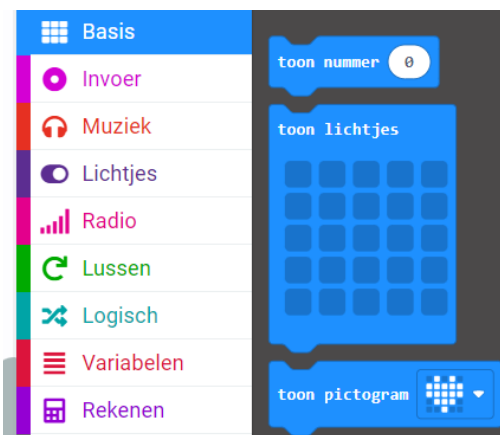 Basis
Invoer
Muziek
Lichtjes
Radio
Lussen
Logisch
Variabelen
Rekenen
toon nummer 0
toon lichtjes
toon pictogram